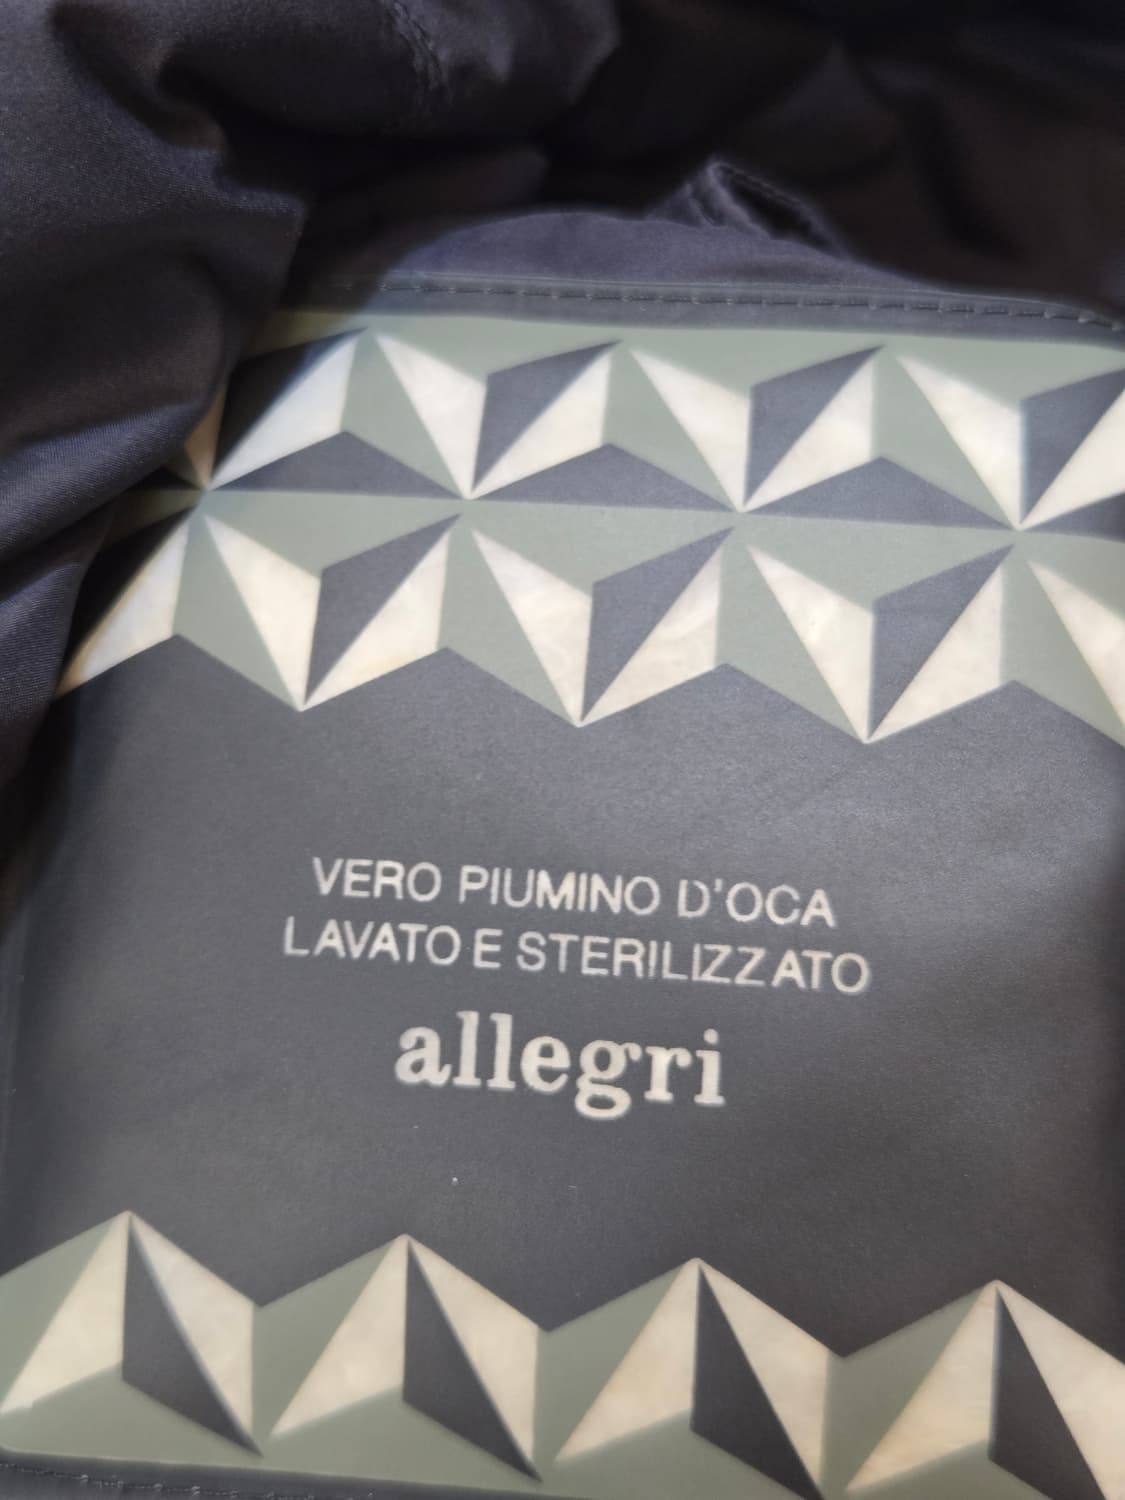 VERO PIUMINO D'OCA
LAVATO E STERILIZZATO
allegri